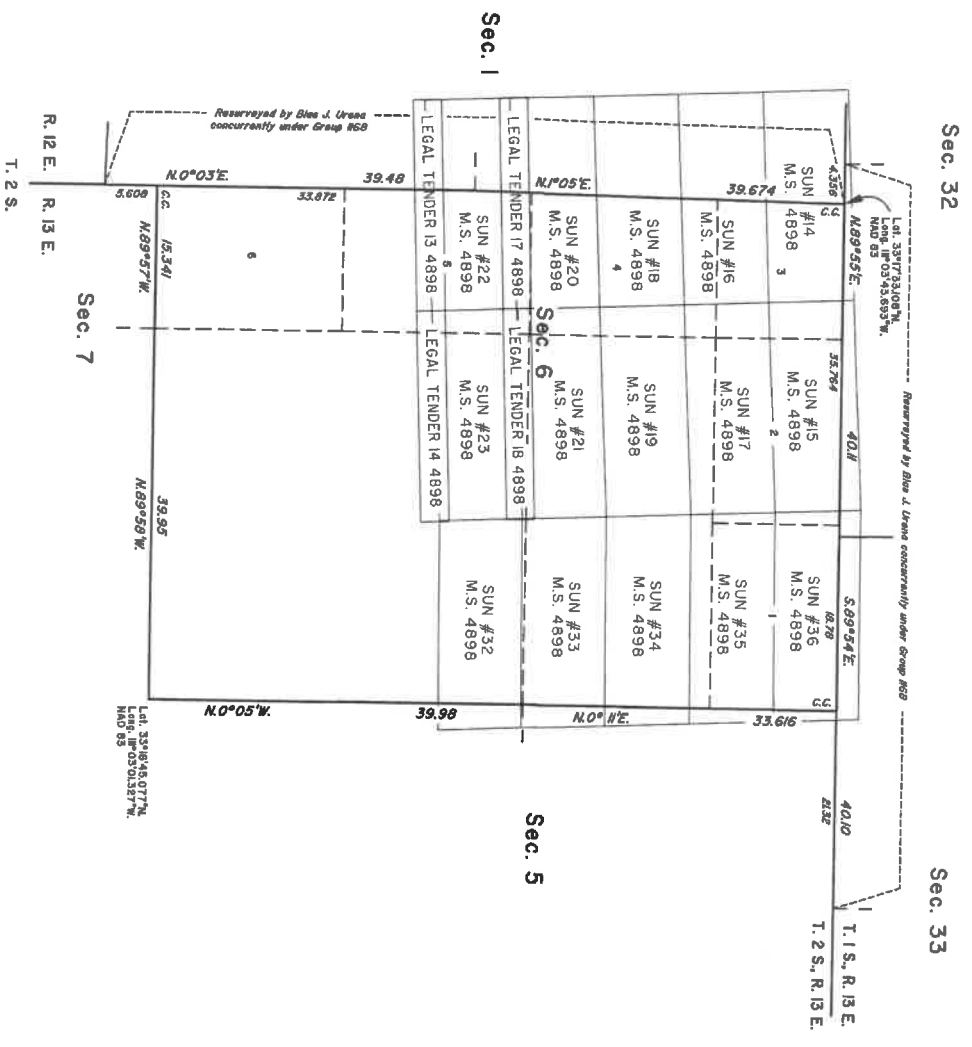 Sec. 32
Sec. 33
Sec. 1
Lat. 33°17'33.108"N.
Long. 111°03'43.693"W.
NAD 83
Resurveyed by Blas J. Urena concurrently under Group 1168
Resurveyed by Blas J. Urena
concurrently under Group 1168
4.356
N.89°55'E.
35.764
40.11
S.89°54'E.
18.78
40.10
21.32
T. 1 S., R. 13 E.
T. 2 S., R. 13 E.
C.C.
C.C.
SUN #14
M.S. 4898
3
SUN #15
M.S. 4898
2
SUN #36
M.S. 4898
1
SUN #16
M.S. 4898
SUN #17
M.S. 4898
SUN #35
M.S. 4898
39.674
33.616
SUN #18
M.S. 4898
4
SUN #19
M.S. 4898
SUN #34
M.S. 4898
N.1°05'E.
N.0°11'E.
SUN #20
M.S. 4898
SUN #21
M.S. 4898
SUN #33
M.S. 4898
Sec. 6
Sec. 5
LEGAL TENDER 17 4898
LEGAL TENDER 18 4898
SUN #22
M.S. 4898
5
SUN #23
M.S. 4898
SUN #32
M.S. 4898
LEGAL TENDER 13 4898
LEGAL TENDER 14 4898
39.48
39.98
N.0°03'E.
N.0°05'W.
33.872
6
C.C.
5.608
15.341
N.89°57'W.
39.95
N.89°58'W.
Lat. 33°16'45.077"N.
Long. 111°03'01.327"W.
NAD 83
Sec. 7
R. 12 E.
R. 13 E.
T. 2 S.